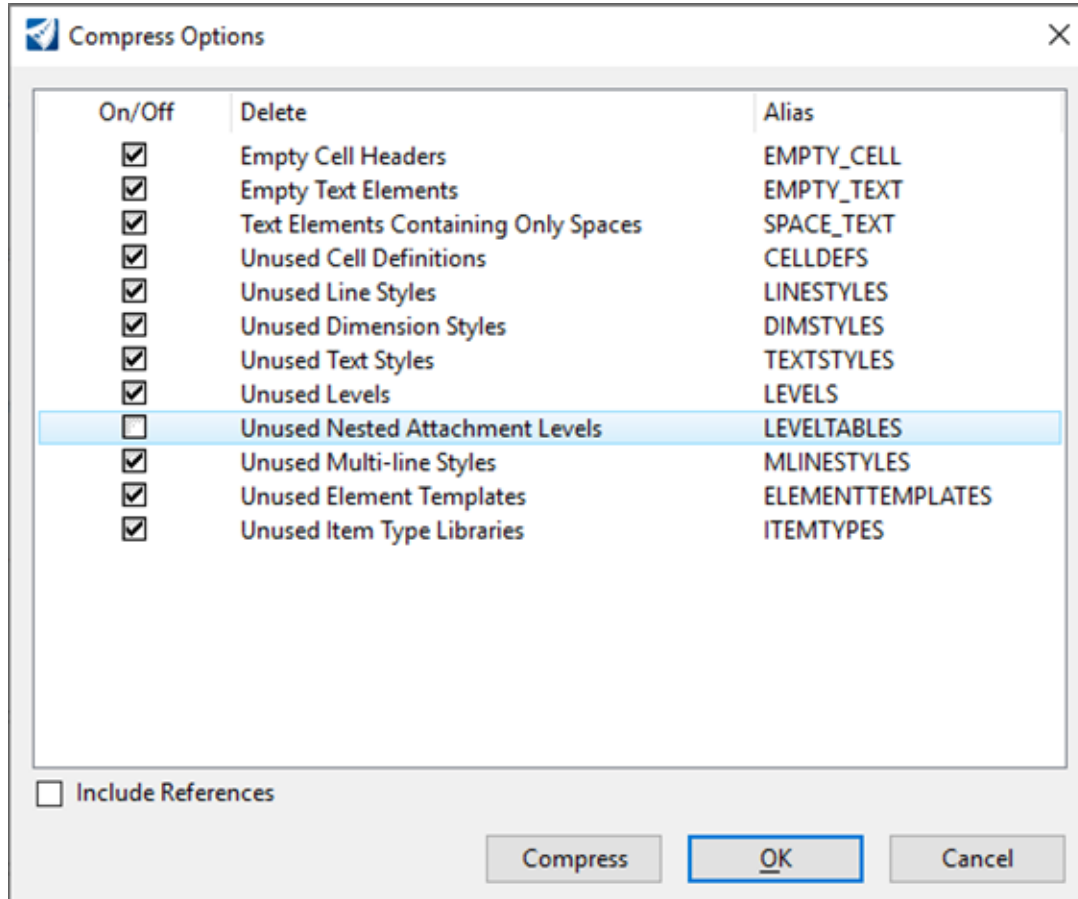 Compress Options
On/Off Delete Alias
Empty Cell Headers EMPTY_CELL
Empty Text Elements EMPTY_TEXT
Text Elements Containing Only Spaces SPACE_TEXT
Unused Cell Definitions CELLDEFS
Unused Line Styles LINESTYLES
Unused Dimension Styles DIMSTYLES
Unused Text Styles TEXTSTYLES
Unused Levels LEVELS
Unused Nested Attachment Levels LEVELTABLES
Unused Multi-line Styles MLINESTYLES
Unused Element Templates ELEMENTTEMPLATES
Unused Item Type Libraries ITEMTYPES
Include References
Compress OK Cancel